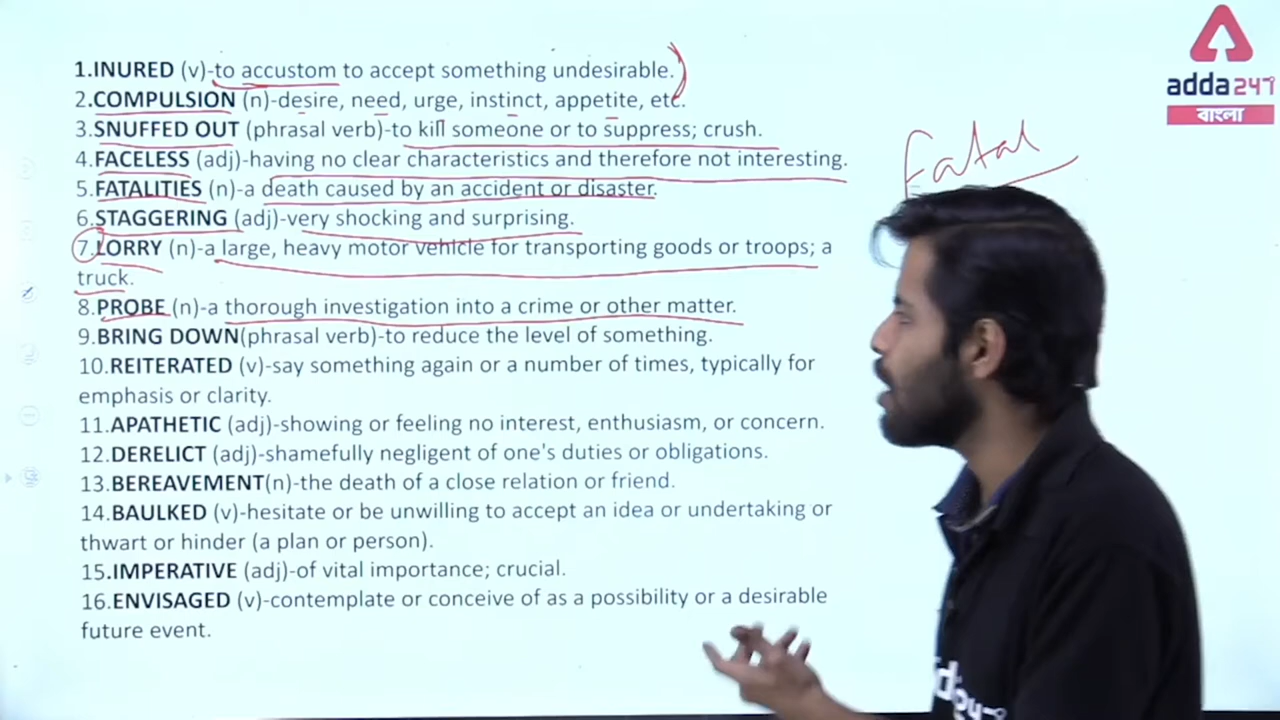 1.INURED (v)-to accustom to accept something undesirable.
2.COMPULSION (n)-desire, need, urge, instinct, appetite, etc.
3.SNUFFED OUT (phrasal verb)-to kill someone or to suppress; crush.
4.FACELESS (adj)-having no clear characteristics and therefore not interesting.
5.FATALITIES (n)-a death caused by an accident or disaster.
6.STAGGERING (adj)-very shocking and surprising.
7.LORRY (n)-a large, heavy motor vehicle for transporting goods or troops; a
truck.
8.PROBE (n)-a thorough investigation into a crime or other matter.
9.BRING DOWN(phrasal verb)-to reduce the level of something.
10.REITERATED (v)-say something again or a number of times, typically for
emphasis or clarity.
11.APATHETIC (adj)-showing or feeling no interest, enthusiasm, or concern.
12.DERELICT (adj)-shamefully negligent of one's duties or obligations.
13.BEREAVEMENT(n)-the death of a close relation or friend.
14.BAULKED (v)-hesitate or be unwilling to accept an idea or undertaking or
thwart or hinder (a plan or person).
15.IMPERATIVE (adj)-of vital importance; crucial.
16.ENVISAGED (v)-contemplate or conceive of as a possibility or a desirable
future event.
Fatal
adda247
বাংলা